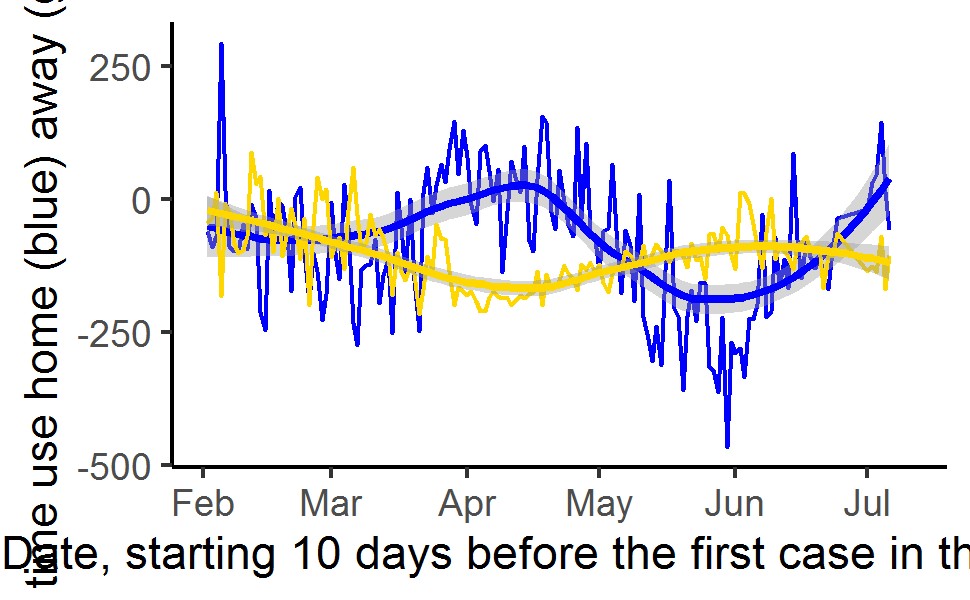 time use home (blue) away (
250
0
-250
-500
Feb Mar Apr May Jun Jul
Date, starting 10 days before the first case in th